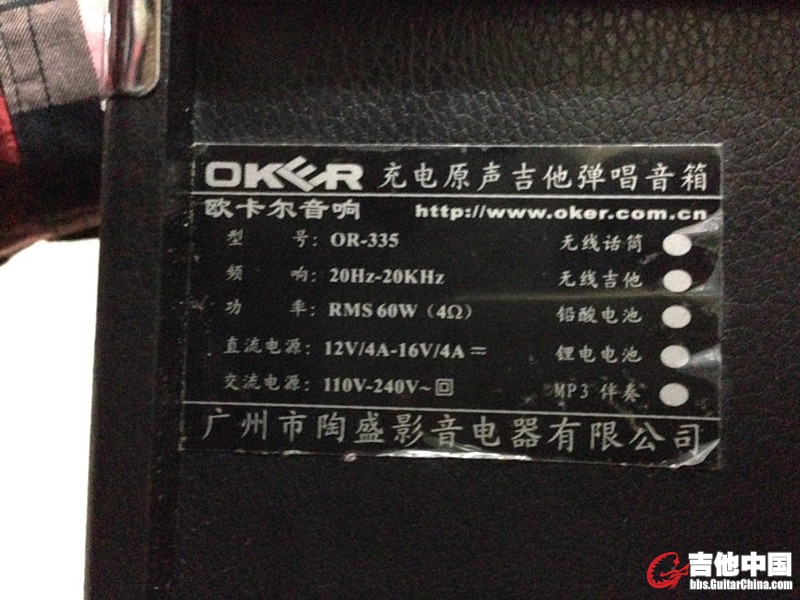 OKER 充电原声吉他弹唱音箱
欧卡尔音响 http://www.oker.com.cn
型 号: OR-335 无线话筒
频 响: 20Hz-20KHz 无线吉他
功 率: RMS 60W (4Ω) 铅酸电池
直流电源: 12V/4A-16V/4A 锂电电池
交流电源: 110V-240V~ MP3 伴奏
广州市陶盛影音电器有限公司
吉他中国
bbs.GuitarChina.com